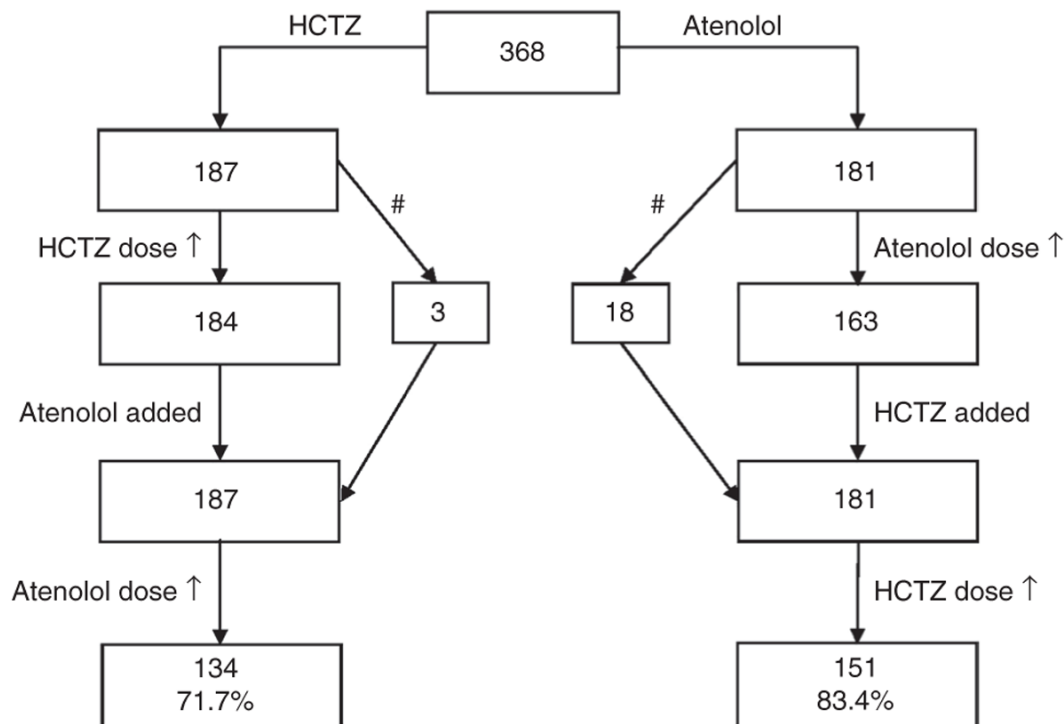 HCTZ
368
Atenolol
187
181
#
#
HCTZ dose ↑
Atenolol dose ↑
184
3
18
163
Atenolol added
HCTZ added
187
181
Atenolol dose ↑
HCTZ dose ↑
134
71.7%
151
83.4%